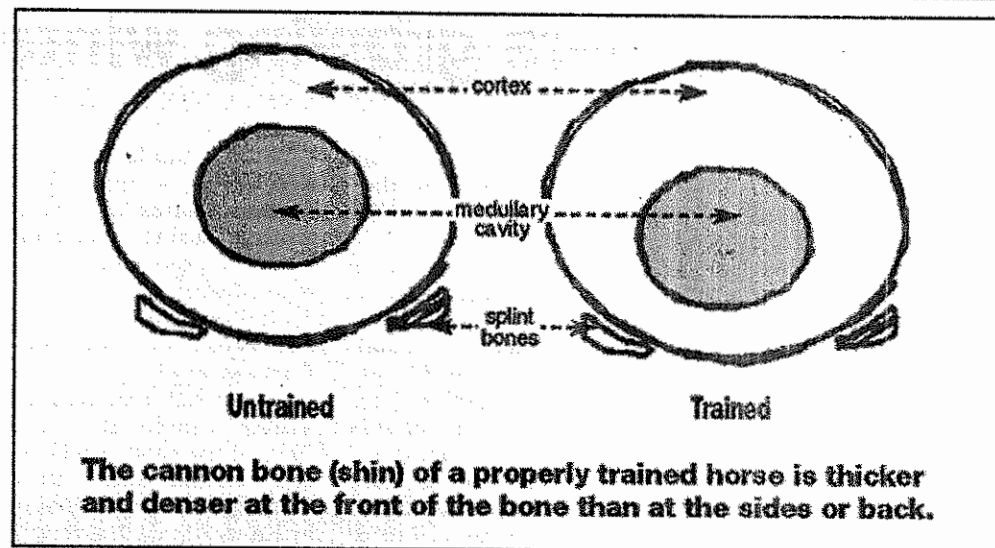 cortex
medullary
cavity
splint
bones
Untrained
Trained
The cannon bone (shin) of a properly trained horse is thicker
and denser at the front of the bone than at the sides or back.